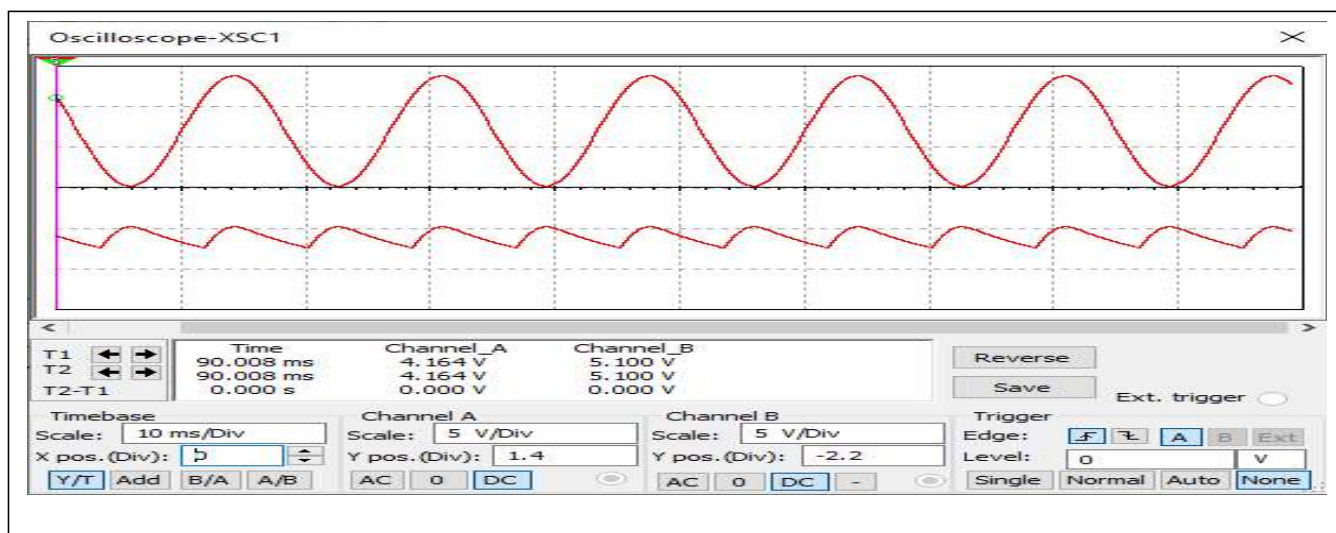 Oscilloscope-XSC1
Time Channel_A Channel_B
T1 90.008 ms 4.164 V 5.100 V
T2 90.008 ms 4.164 V 5.100 V
T2-T1 0.000 s 0.000 V 0.000 V
Reverse
Save
Ext. trigger
Timebase Channel A Channel B Trigger
Scale: 10 ms/Div Scale: 5 V/Div Scale: 5 V/Div Edge: A B Ext
X pos.(Div): Y pos.(Div): 1.4 Y pos.(Div): -2.2 Level: 0 V
Y/T Add B/A A/B AC 0 DC AC 0 DC - Single Normal Auto None